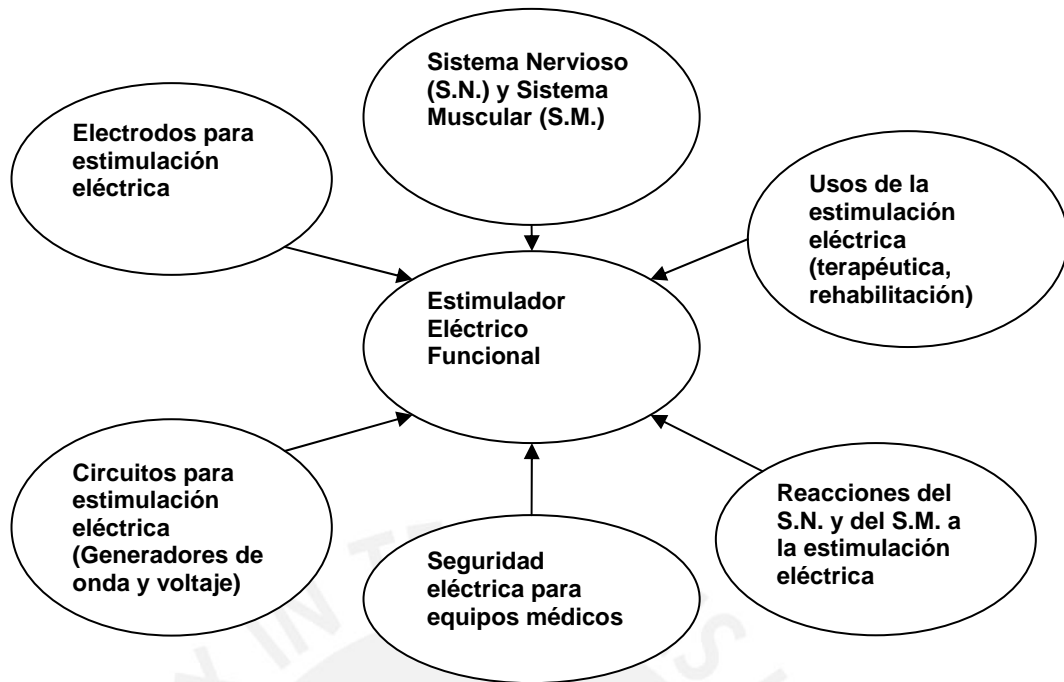 Sistema Nervioso
(S.N.) y Sistema
Muscular (S.M.)
Electrodos para
estimulación
eléctrica
Usos de la
estimulación
eléctrica
(terapéutica,
rehabilitación)
Estimulador
Eléctrico
Funcional
Circuitos para
estimulación
eléctrica
(Generadores de
onda y voltaje)
Seguridad
eléctrica para
equipos médicos
Reacciones del
S.N. y del S.M. a
la estimulación
eléctrica